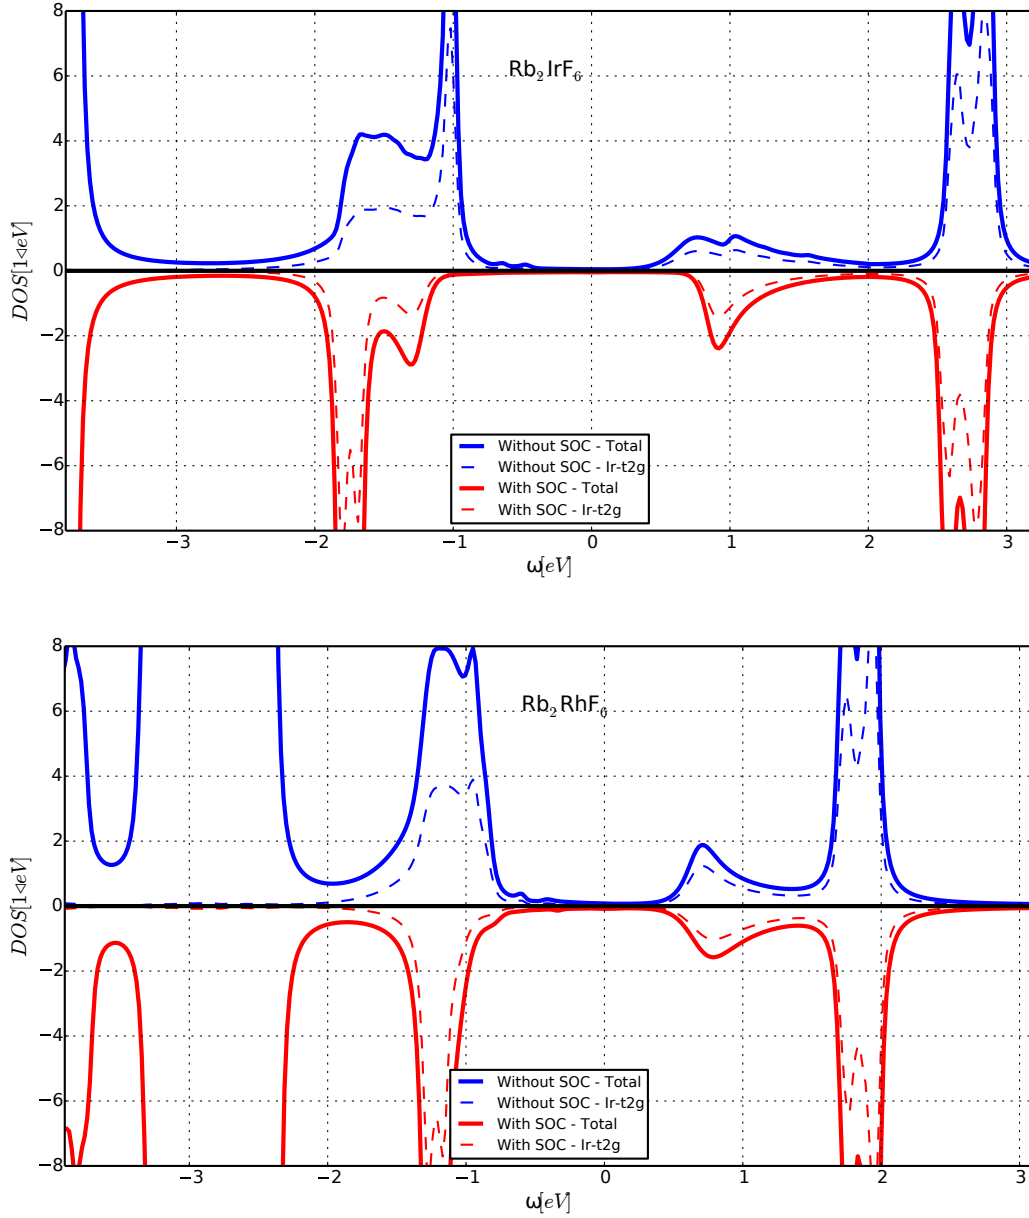 8
6
4
2
0
−2
−4
−6
−8
DOS[1⊲eV]
Rb₂IrF₆
Without SOC - Total
Without SOC - Ir-t2g
With SOC - Total
With SOC - Ir-t2g
−3 −2 −1 0 1 2 3
ω[eV]
8
6
4
2
0
−2
−4
−6
−8
DOS[1⊲eV]
Rb₂RhF₆
Without SOC - Total
Without SOC - Ir-t2g
With SOC - Total
With SOC - Ir-t2g
−3 −2 −1 0 1 2 3
ω[eV]